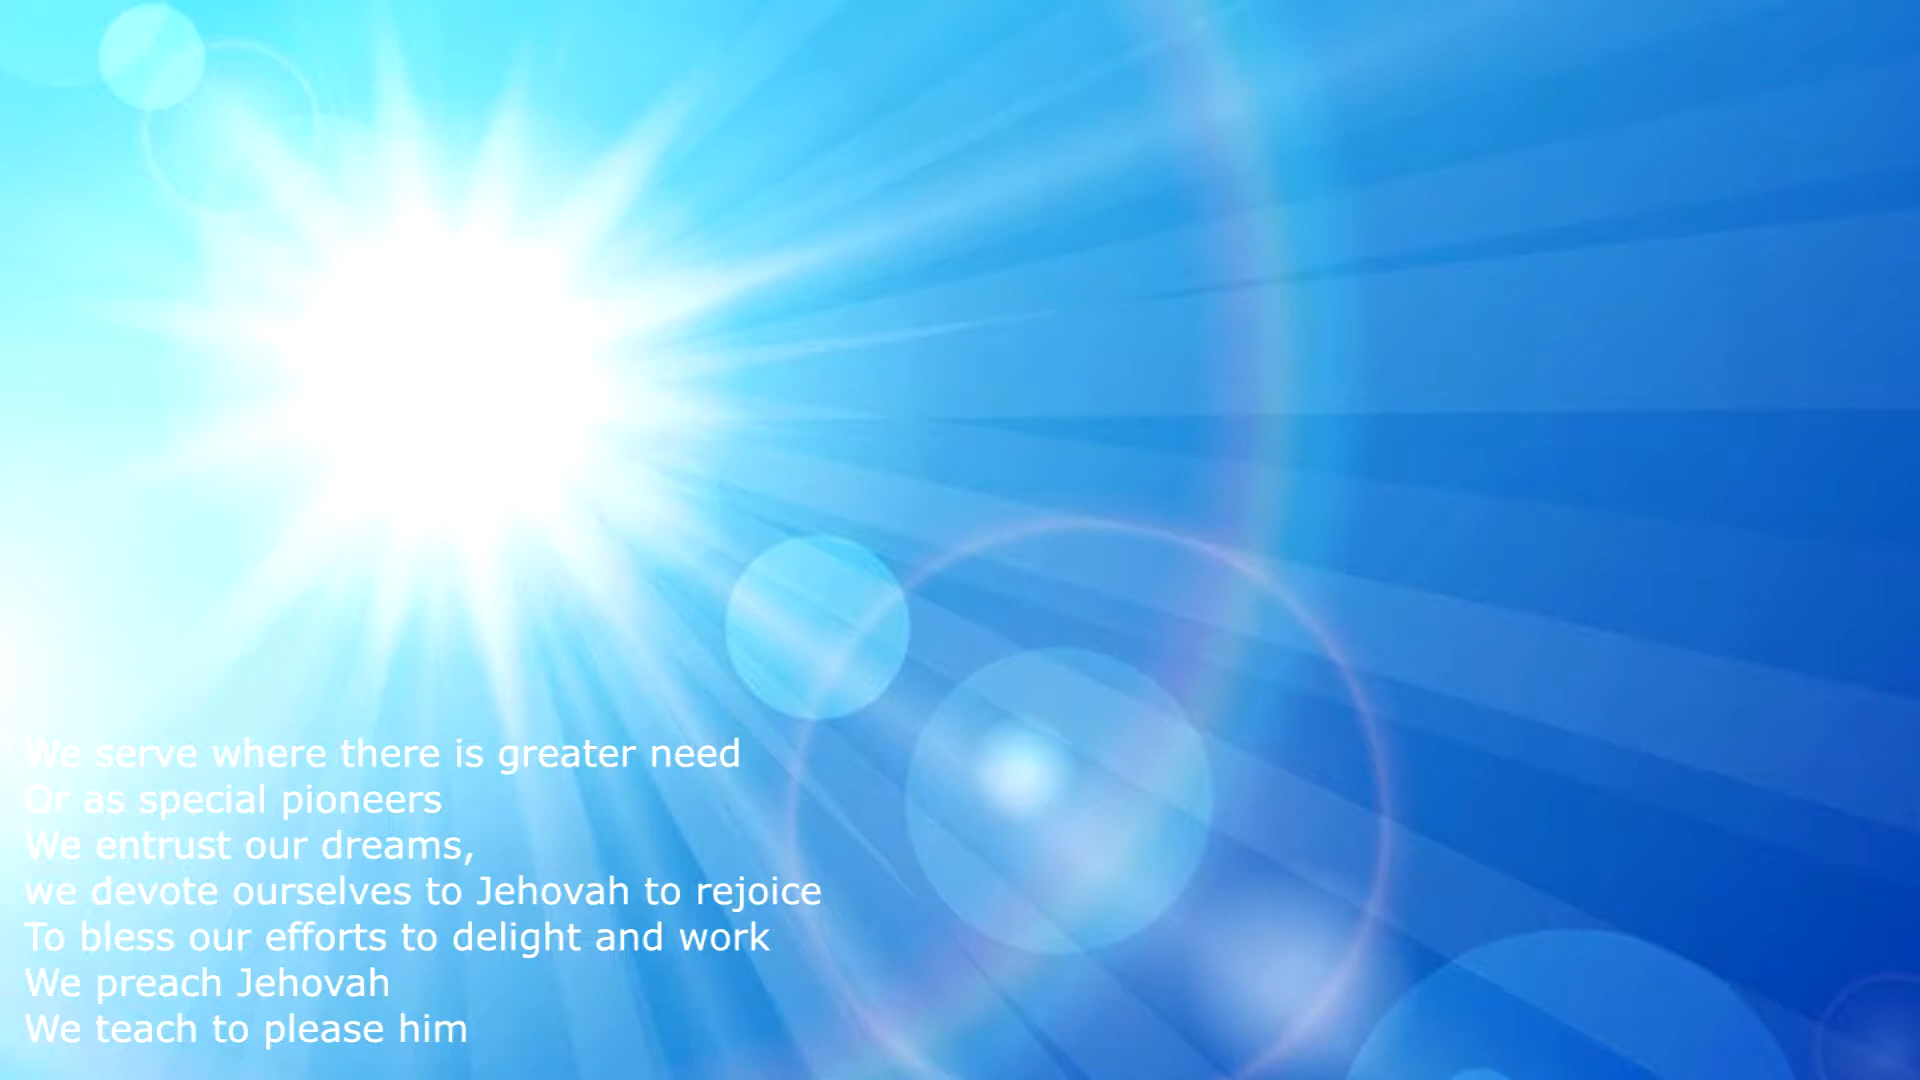 We serve where there is greater need
Or as special pioneers
We entrust our dreams,
we devote ourselves to Jehovah to rejoice
To bless our efforts to delight and work
We preach Jehovah
We teach to please him